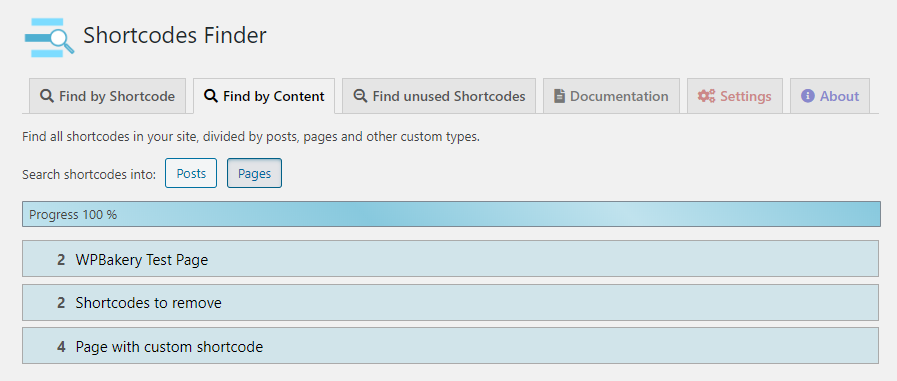 Shortcodes Finder
Find by Shortcode Find by Content Find unused Shortcodes Documentation Settings About
Find all shortcodes in your site, divided by posts, pages and other custom types.
Search shortcodes into: Posts Pages
Progress 100 %
2 WPBakery Test Page
2 Shortcodes to remove
4 Page with custom shortcode